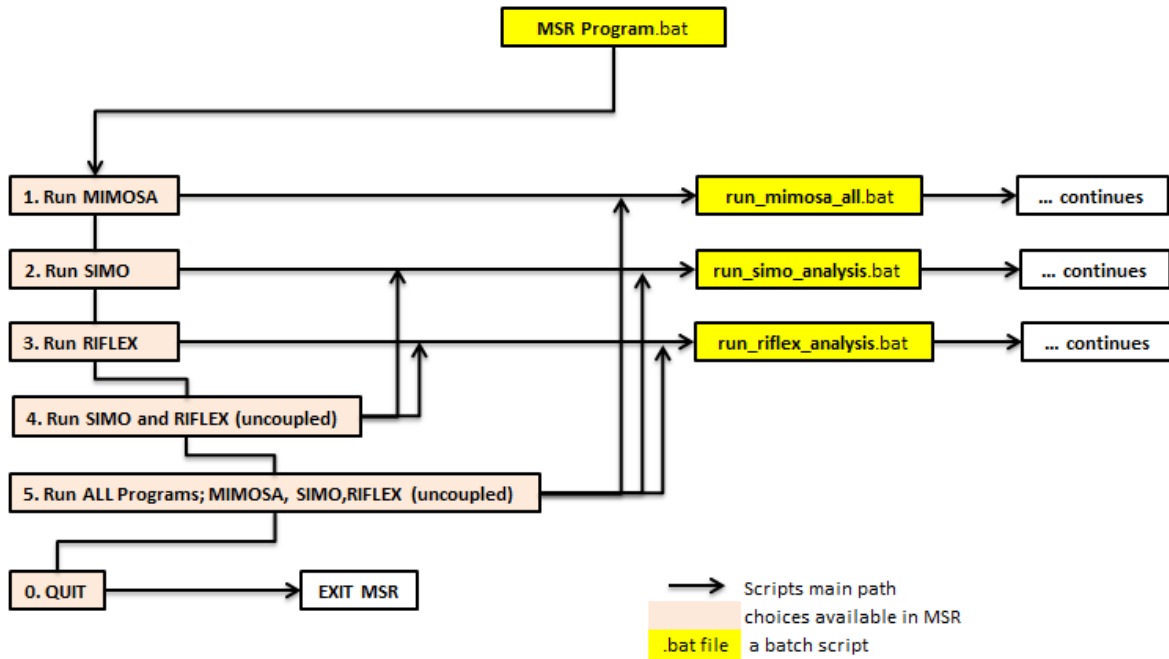 MSR Program.bat
1. Run MIMOSA
run_mimosa_all.bat
... continues
2. Run SIMO
run_simo_analysis.bat
... continues
3. Run RIFLEX
run_riflex_analysis.bat
... continues
4. Run SIMO and RIFLEX (uncoupled)
5. Run ALL Programs; MIMOSA, SIMO,RIFLEX (uncoupled)
0. QUIT
EXIT MSR
Scripts main path
choices available in MSR
.bat file a batch script